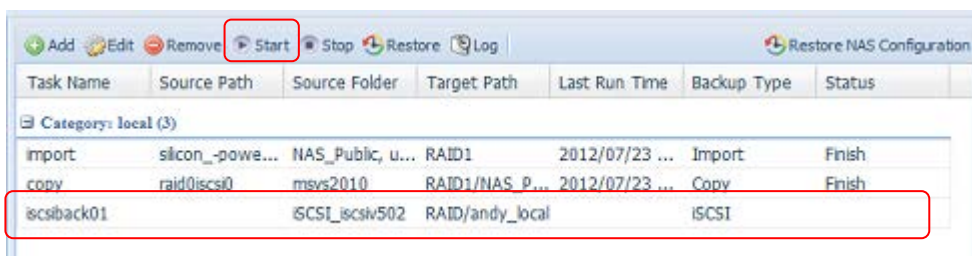 Add Edit Remove Start Stop Restore Log Restore NAS Configuration
Task Name Source Path Source Folder Target Path Last Run Time Backup Type Status
Category: local (3)
import silicon_-powe... NAS_Public, u... RAID1 2012/07/23 ... Import Finish
copy raid0iscsi0 msvs2010 RAID1/NAS_P... 2012/07/23 ... Copy Finish
iscsiback01 iSCSI_iscsiv502 RAID/andy_local iSCSI